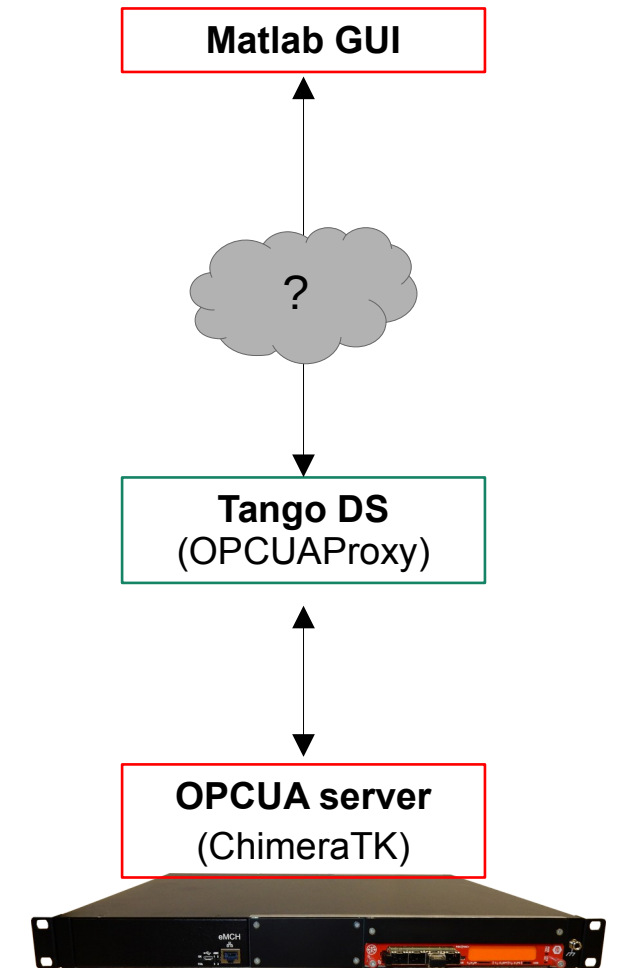 Matlab GUI
?
Tango DS
(OPCUAProxy)
OPCUA server
(ChimeraTK)
eMCH